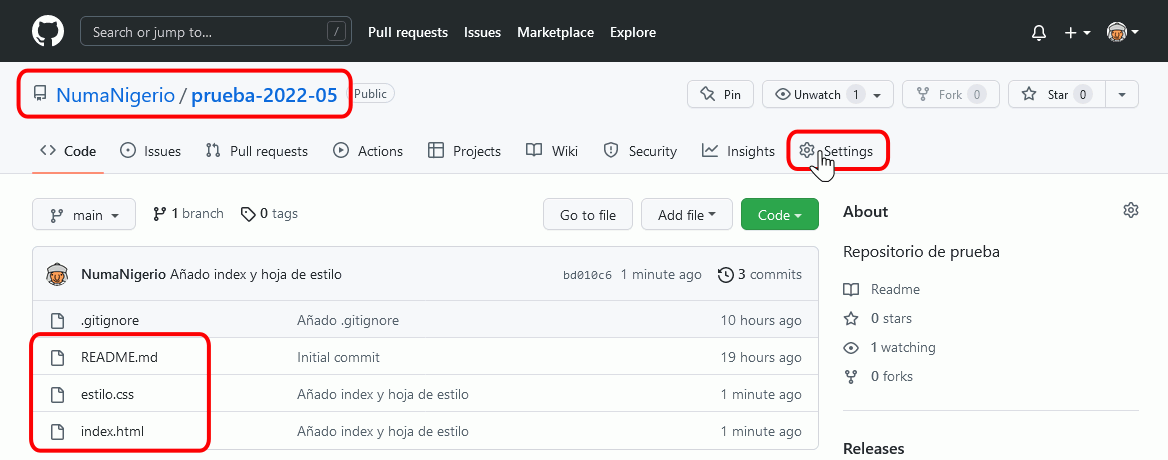 Search or jump to... /
Pull requests Issues Marketplace Explore
NumaNigerio / prueba-2022-05 Public
Pin Unwatch 1 Fork 0 Star 0
Code Issues Pull requests Actions Projects Wiki Security Insights Settings
main 1 branch 0 tags Go to file Add file Code
About
Repositorio de prueba
Readme
0 stars
1 watching
0 forks
Releases
NumaNigerio Añado index y hoja de estilo bd010c6 1 minute ago 3 commits
.gitignore Añado .gitignore 10 hours ago
README.md Initial commit 19 hours ago
estilo.css Añado index y hoja de estilo 1 minute ago
index.html Añado index y hoja de estilo 1 minute ago